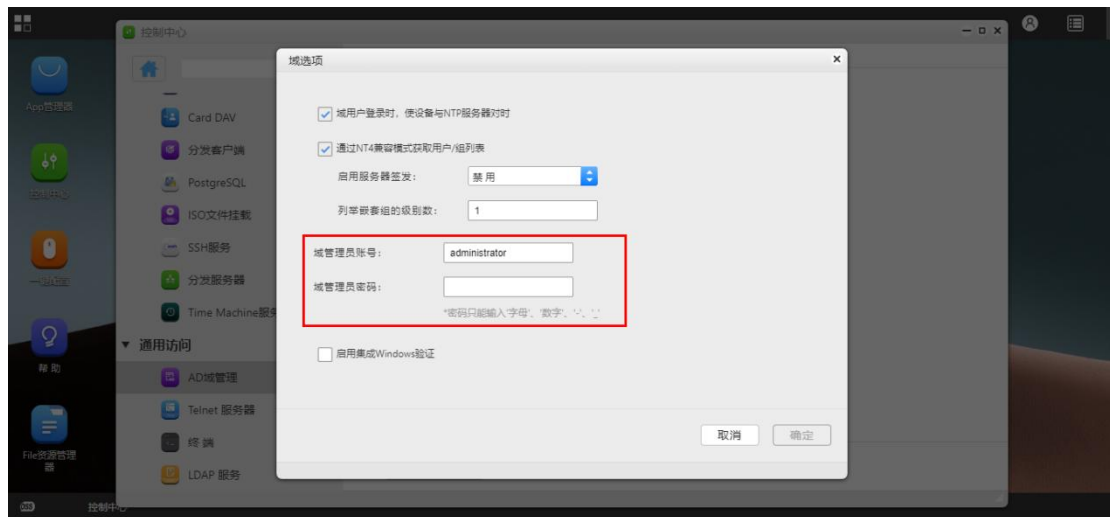 控制中心
域选项
App管理器
控制中心
一键配置
帮 助
File资源管理
器
Card DAV
分发客户端
PostgreSQL
ISO文件挂载
SSH服务
分发服务器
Time Machine服务
通用访问
AD域管理
Telnet 服务器
终 端
LDAP 服务
域用户登录时，使设备与NTP服务器对时
通过NT4兼容模式获取用户/组列表
启用服务器签发： 禁 用
列举嵌套组的级别数： 1
域管理员账号： administrator
域管理员密码：
*密码只能输入'字母'、'数字'、'-'、'_'
启用集成Windows验证
取消 确定
控制中心